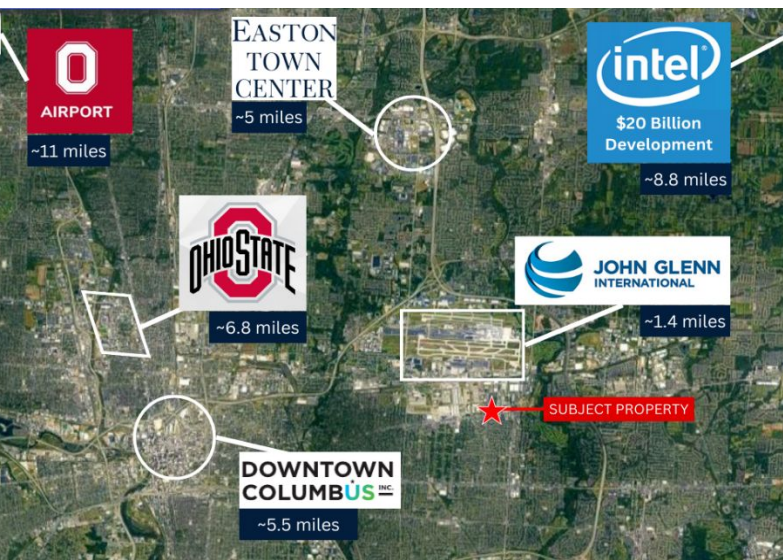 O
AIRPORT
~11 miles
EASTON
TOWN
CENTER
~5 miles
intel®
$20 Billion
Development
~8.8 miles
OHIO STATE
~6.8 miles
JOHN GLENN
INTERNATIONAL
~1.4 miles
SUBJECT PROPERTY
DOWNTOWN
COLUMBUS INC.
~5.5 miles